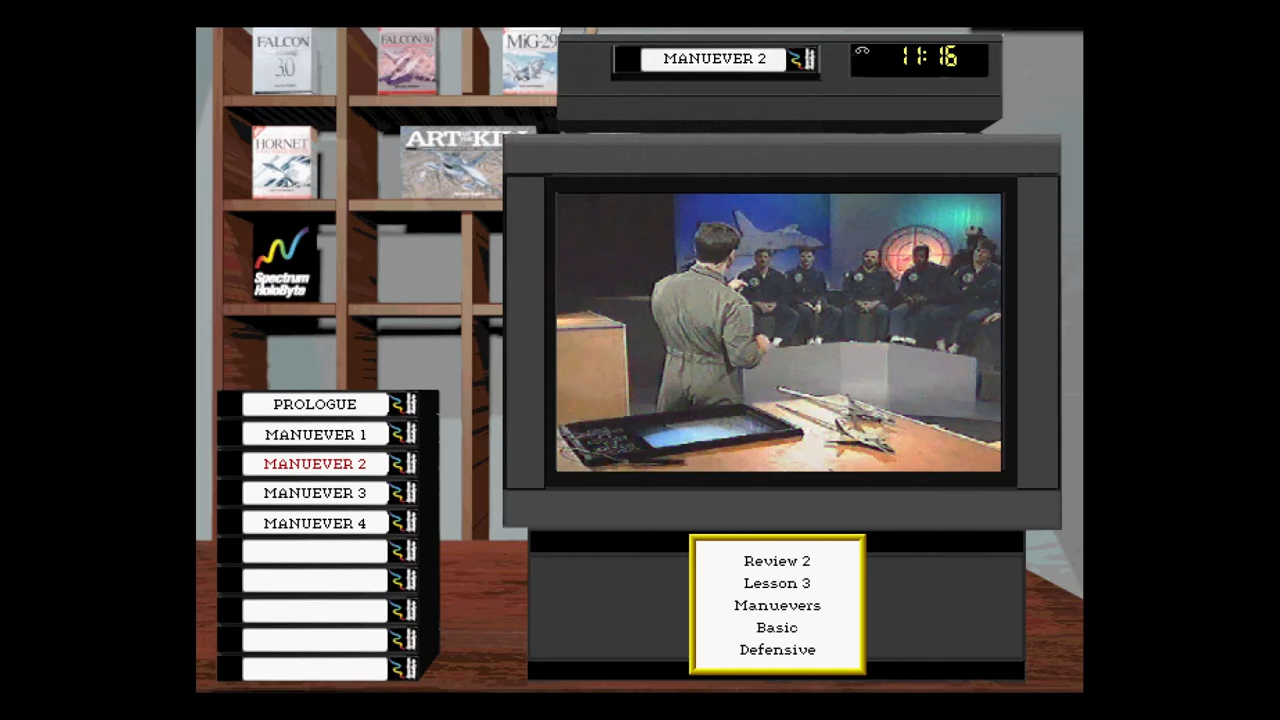 FALCON
3.0
FALCON 3.0
MiG-29
MANUEVER 2
11:16
HORNET
ART OF THE KILL
Spectrum
HoloByte
PROLOGUE
MANUEVER 1
MANUEVER 2
MANUEVER 3
MANUEVER 4
Review 2
Lesson 3
Manuevers
Basic
Defensive